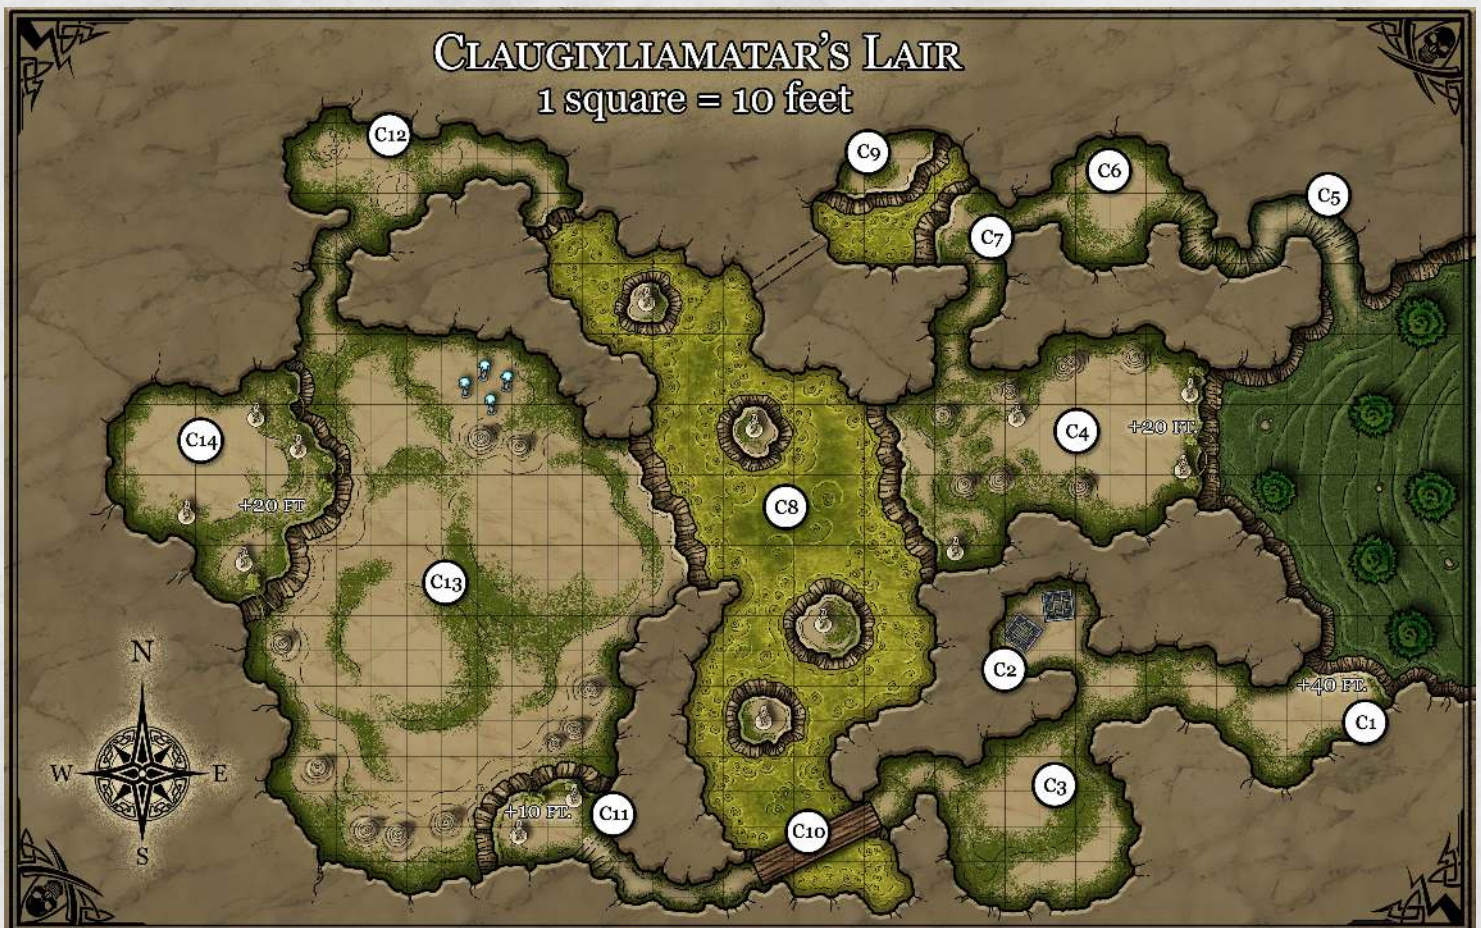 CLAUGIYLIAMATAR'S LAIR
1 square = 10 feet
C12
C9
C6
C5
C7
C4
+20 FT.
C14
+20 FT
C8
C13
N
W
E
S
C2
+40 FT.
C1
C3
+10 FT.
C11
C10